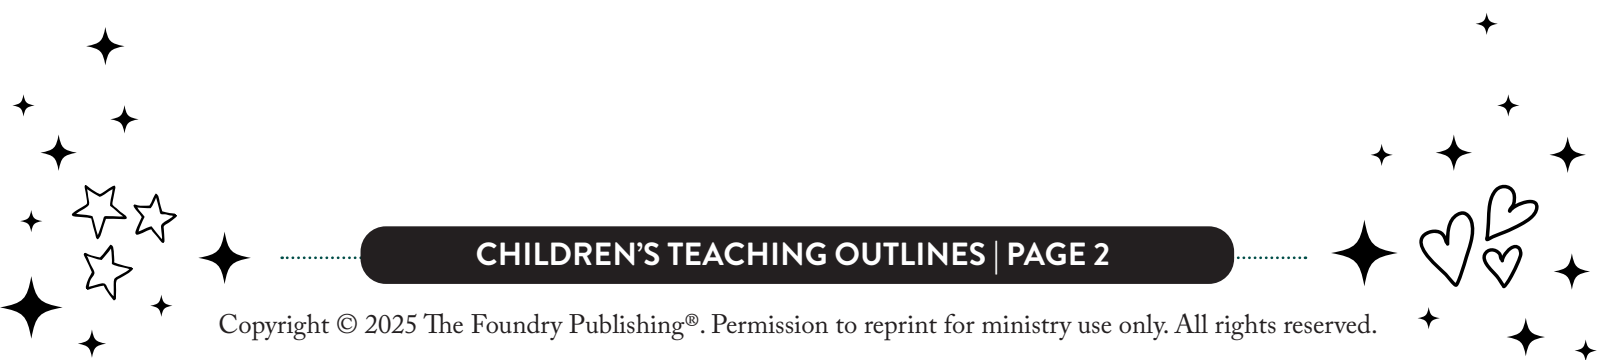 CHILDREN’S TEACHING OUTLINES | PAGE 2
Copyright © 2025 The Foundry Publishing®. Permission to reprint for ministry use only. All rights reserved.